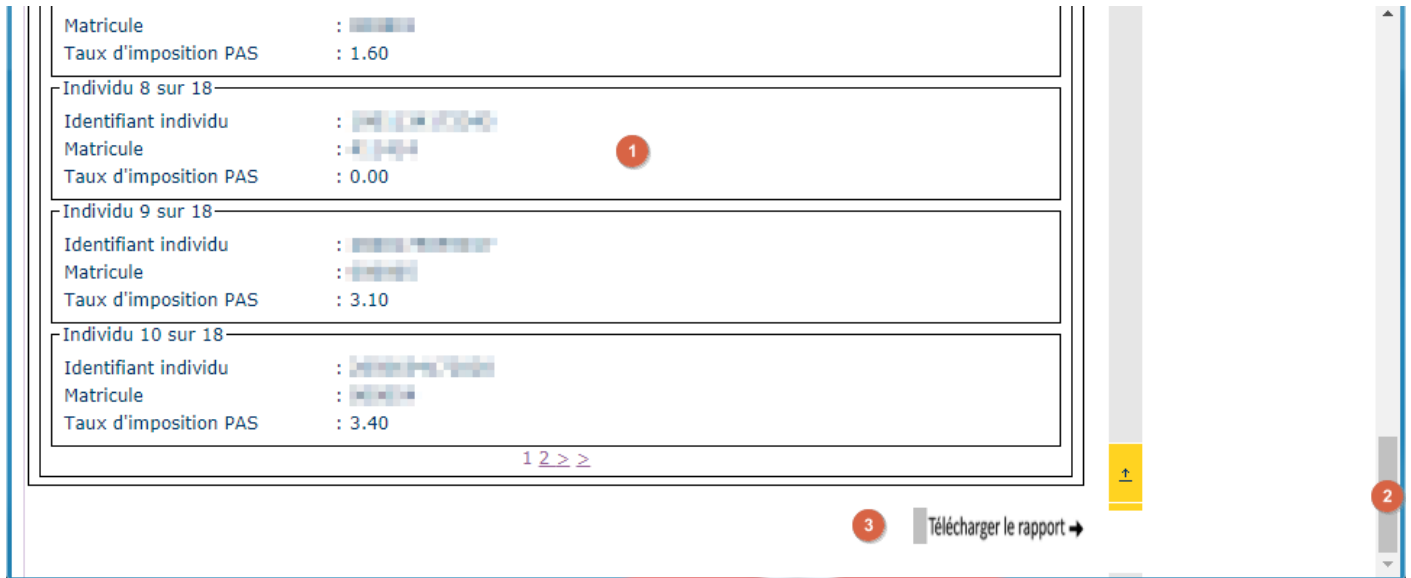 Matricule :
Taux d'imposition PAS : 1.60
Individu 8 sur 18
Identifiant individu :
Matricule :
Taux d'imposition PAS : 0.00
1
Individu 9 sur 18
Identifiant individu :
Matricule :
Taux d'imposition PAS : 3.10
Individu 10 sur 18
Identifiant individu :
Matricule :
Taux d'imposition PAS : 3.40
1 2 > >
2
3 Télécharger le rapport